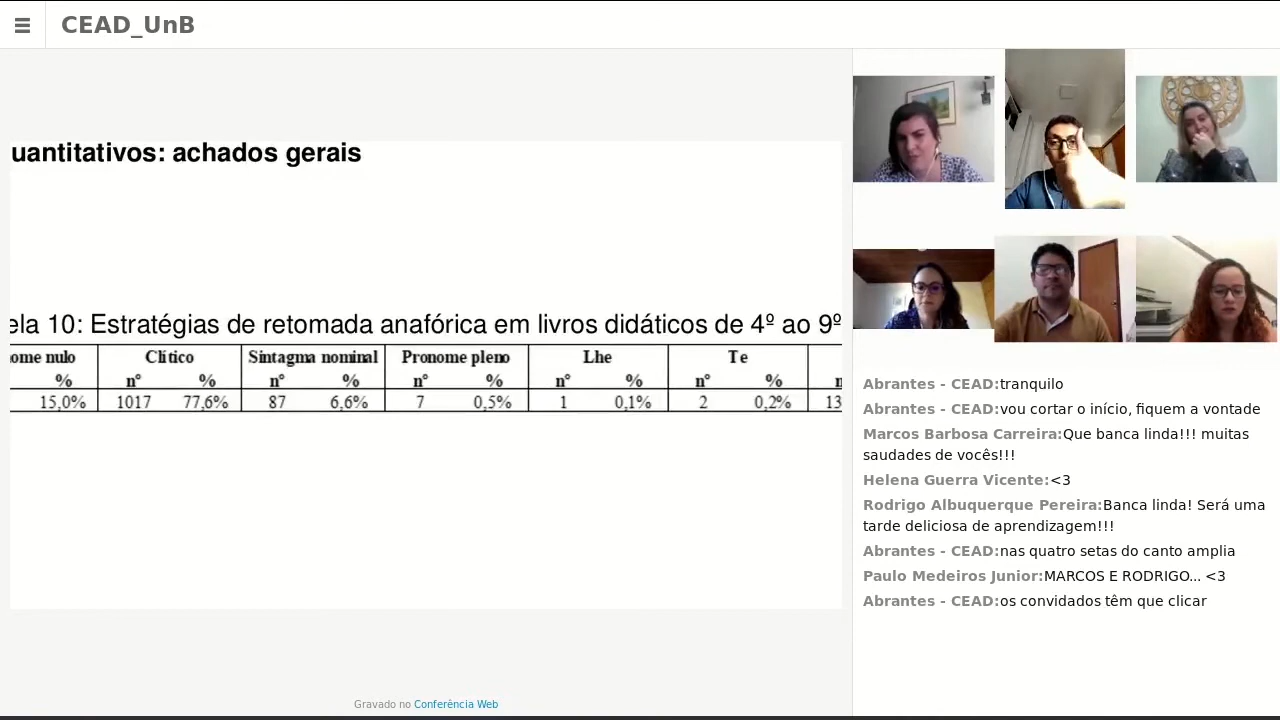 CEAD_UnB
uantitativos: achados gerais
ela 10: Estratégias de retomada anafórica em livros didáticos de 4º ao 9º
ome nulo Clítico Sintagma nominal Pronome pleno Lhe Te
% nº % nº % nº % nº % nº % n
15,0% 1017 77,6% 87 6,6% 7 0,5% 1 0,1% 2 0,2% 13
Abrantes - CEAD:tranquilo
Abrantes - CEAD:vou cortar o início, fiquem a vontade
Marcos Barbosa Carreira:Que banca linda!!! muitas
saudades de vocês!!!
Helena Guerra Vicente:<3
Rodrigo Albuquerque Pereira:Banca linda! Será uma
tarde deliciosa de aprendizagem!!!
Abrantes - CEAD:nas quatro setas do canto amplia
Paulo Medeiros Junior:MARCOS E RODRIGO... <3
Abrantes - CEAD:os convidados têm que clicar
Gravado no Conferência Web